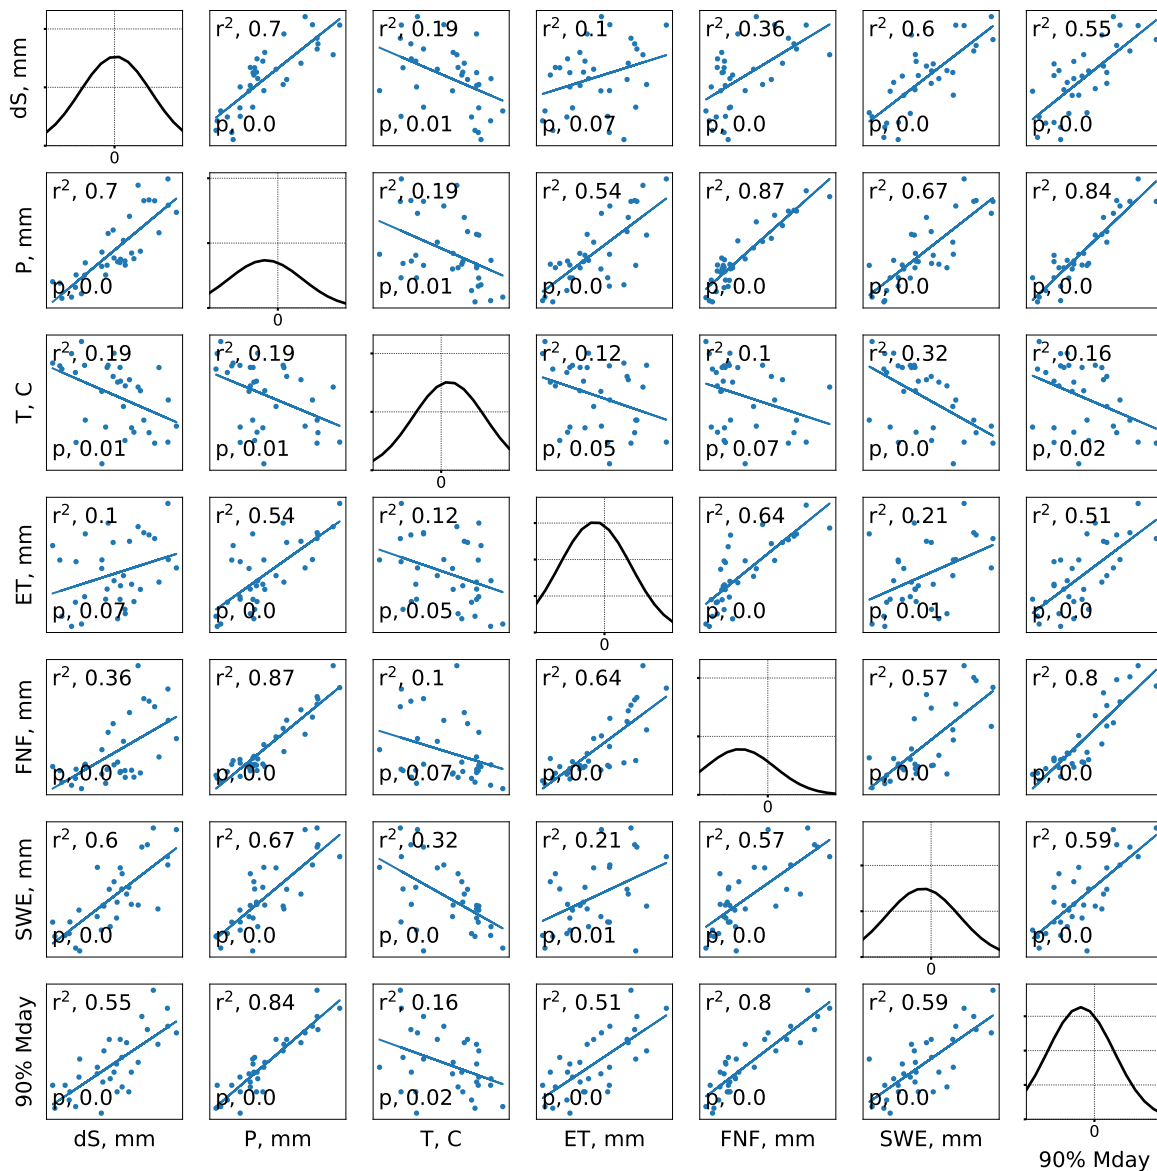 dS, mm
r², 0.7
r², 0.19
r², 0.1
r², 0.36
r², 0.6
r², 0.55
p, 0.0
p, 0.01
p, 0.07
p, 0.0
p, 0.0
p, 0.0
0
P, mm
r², 0.7
r², 0.19
r², 0.54
r², 0.87
r², 0.67
r², 0.84
p, 0.0
p, 0.01
p, 0.0
p, 0.0
p, 0.0
p, 0.0
0
T, C
r², 0.19
r², 0.19
r², 0.12
r², 0.1
r², 0.32
r², 0.16
p, 0.01
p, 0.01
p, 0.05
p, 0.07
p, 0.0
p, 0.02
0
ET, mm
r², 0.1
r², 0.54
r², 0.12
r², 0.64
r², 0.21
r², 0.51
p, 0.07
p, 0.0
p, 0.05
p, 0.0
p, 0.01
p, 0.0
0
FNF, mm
r², 0.36
r², 0.87
r², 0.1
r², 0.64
r², 0.57
r², 0.8
p, 0.0
p, 0.0
p, 0.07
p, 0.0
p, 0.0
p, 0.0
0
SWE, mm
r², 0.6
r², 0.67
r², 0.32
r², 0.21
r², 0.57
r², 0.59
p, 0.0
p, 0.0
p, 0.0
p, 0.01
p, 0.0
p, 0.0
0
90% Mday
r², 0.55
r², 0.84
r², 0.16
r², 0.51
r², 0.8
r², 0.59
p, 0.0
p, 0.0
p, 0.02
p, 0.0
p, 0.0
p, 0.0
0
dS, mm
P, mm
T, C
ET, mm
FNF, mm
SWE, mm
90% Mday